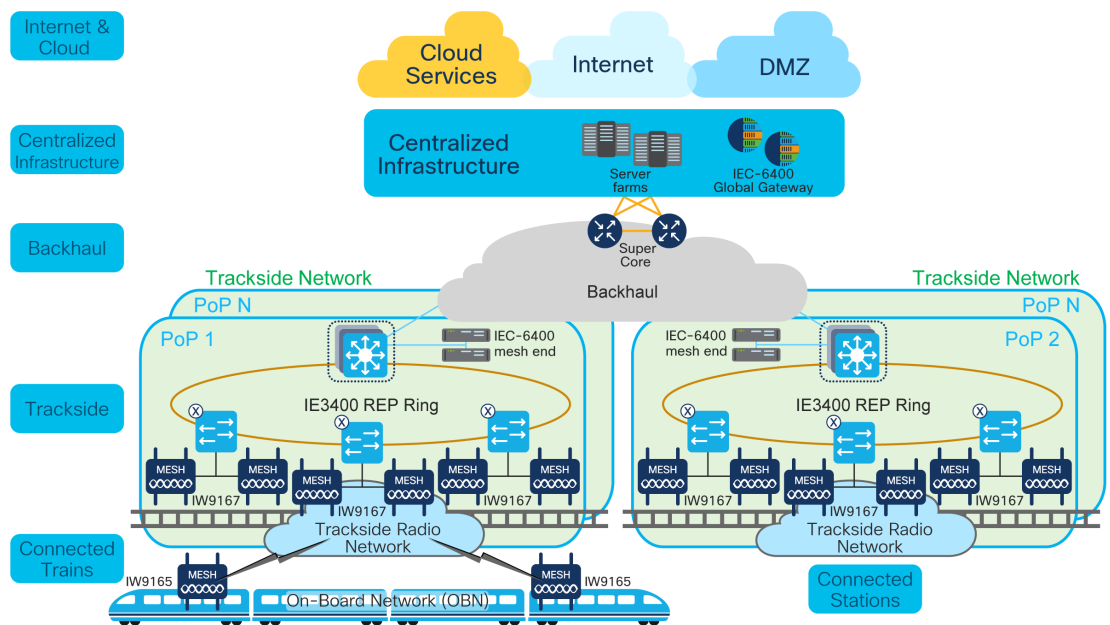 Internet &
Cloud
Cloud
Services
Internet
DMZ
Centralized
Infrastructure
Centralized
Infrastructure
Server
farms
IEC-6400
Global Gateway
Backhaul
Super
Core
Backhaul
Trackside Network
PoP N
PoP 1
IEC-6400
mesh end
IE3400 REP Ring
X
X
X
Trackside Network
PoP N
PoP 2
IEC-6400
mesh end
IE3400 REP Ring
X
X
X
Trackside
MESH
MESH
IW9167
MESH
MESH
IW9167
MESH
MESH
IW9167
Trackside Radio
Network
MESH
MESH
IW9167
MESH
MESH
IW9167
MESH
MESH
IW9167
Trackside Radio
Network
Connected
Trains
IW9165
MESH
MESH
IW9165
On-Board Network (OBN)
Connected
Stations